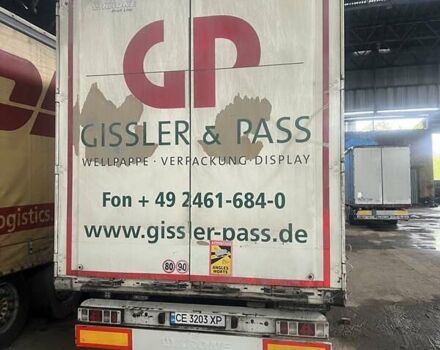 GP
GISSLER & PASS
WELLPAPPE · VERPACKUNG · DISPLAY
Fon + 49 2461-684-0
www.gissler-pass.de
80 90
ANGLES
MORTS
CE 3203 XP
ogistics.